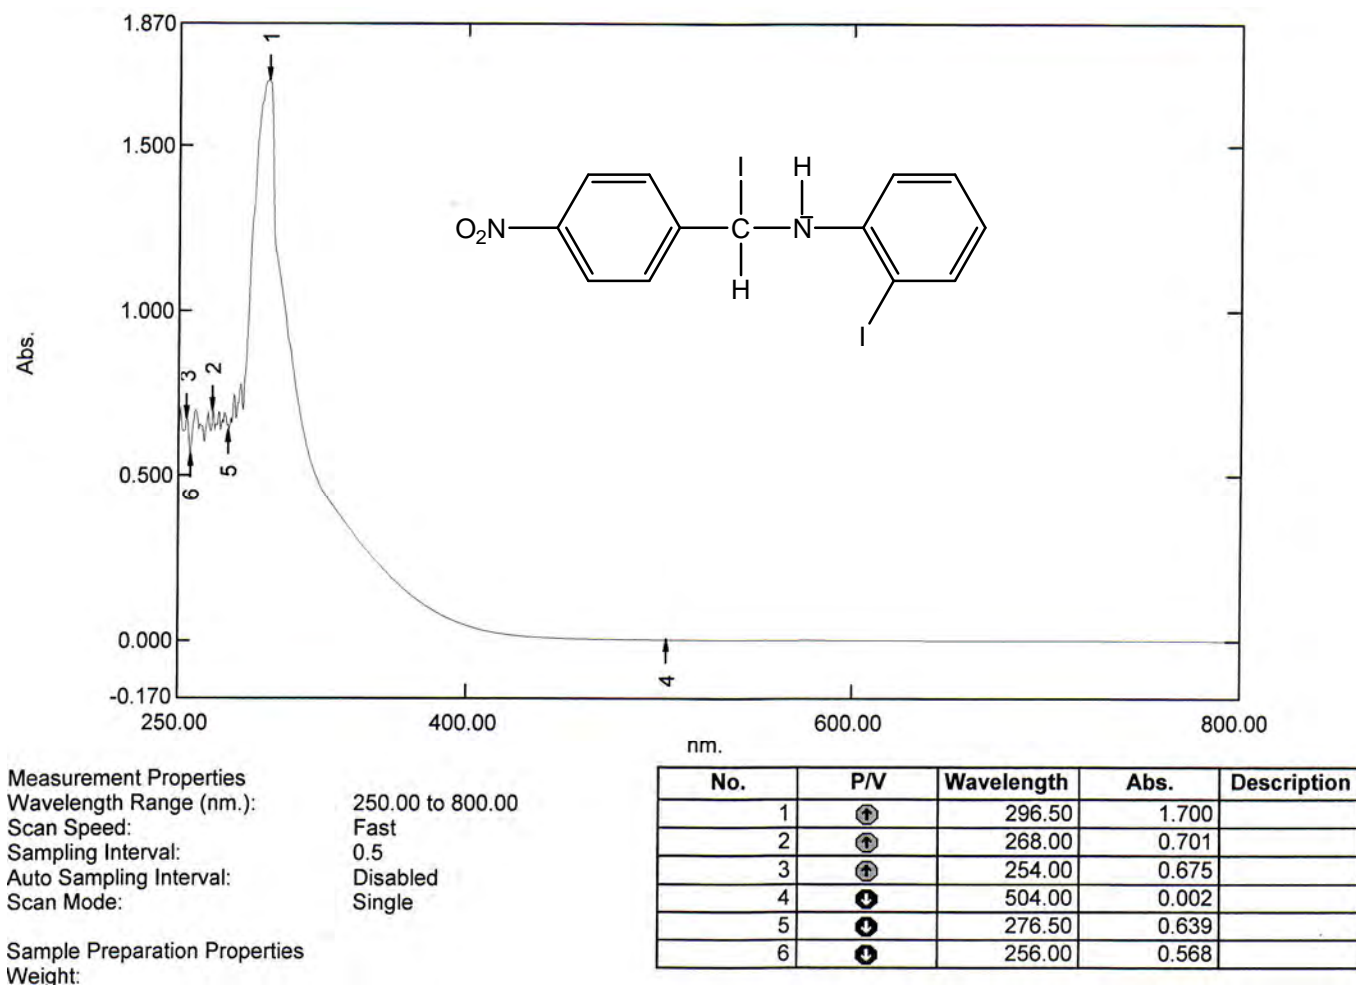 1.870
1.500
1.000
0.500
0.000
-0.170
Abs.
250.00
400.00
600.00
800.00
nm.
1
2
3
4
5
6
I
H
O₂N
C
N
H
I
Measurement Properties
Wavelength Range (nm.): 250.00 to 800.00
Scan Speed: Fast
Sampling Interval: 0.5
Auto Sampling Interval: Disabled
Scan Mode: Single
Sample Preparation Properties
Weight:
No. P/V Wavelength Abs. Description
1 296.50 1.700
2 268.00 0.701
3 254.00 0.675
4 504.00 0.002
5 276.50 0.639
6 256.00 0.568